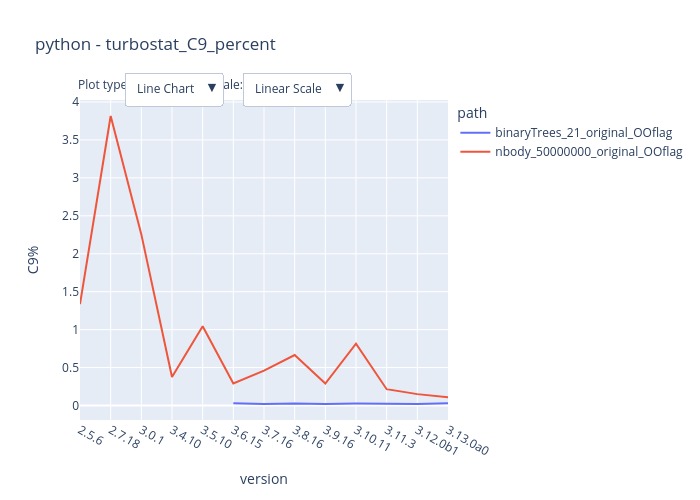 python - turbostat_C9_percent
Plot type
Line Chart ▼
ale:
Linear Scale ▼
path
binaryTrees_21_original_OOflag
nbody_50000000_original_OOflag
C9%
4
3.5
3
2.5
2
1.5
1
0.5
0
2.5.6
2.7.18
3.0.1
3.4.10
3.5.10
3.6.15
3.7.16
3.8.16
3.9.16
3.10.11
3.11.3
3.12.0b1
3.13.0a0
version